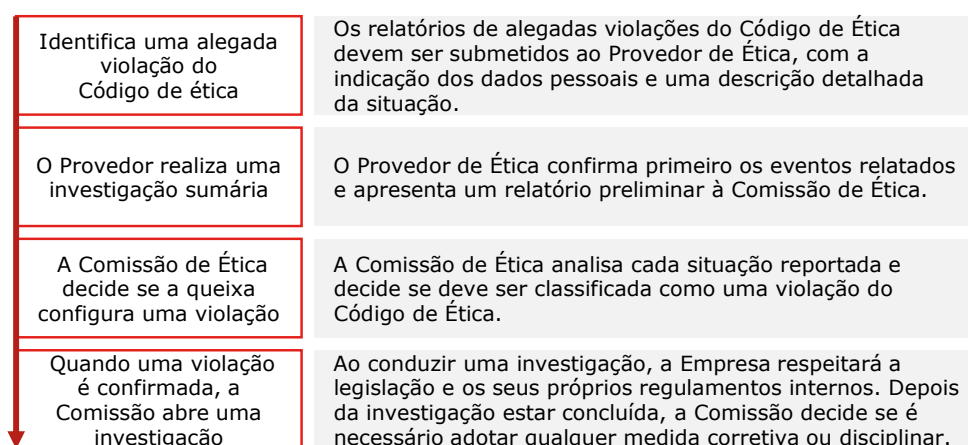 Identifica uma alegada
violação do
Código de ética
Os relatórios de alegadas violações do Código de Ética
devem ser submetidos ao Provedor de Ética, com a
indicação dos dados pessoais e uma descrição detalhada
da situação.
O Provedor realiza uma
investigação sumária
O Provedor de Ética confirma primeiro os eventos relatados
e apresenta um relatório preliminar à Comissão de Ética.
A Comissão de Ética
decide se a queixa
configura uma violação
A Comissão de Ética analisa cada situação reportada e
decide se deve ser classificada como uma violação do
Código de Ética.
Quando uma violação
é confirmada, a
Comissão abre uma
investigação
Ao conduzir uma investigação, a Empresa respeitará a
legislação e os seus próprios regulamentos internos. Depois
da investigação estar concluída, a Comissão decide se é
necessário adotar qualquer medida corretiva ou disciplinar.